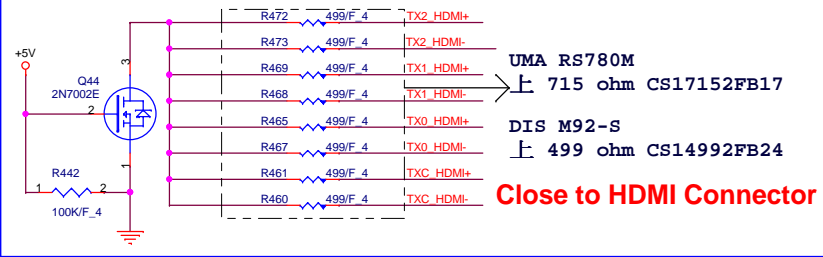 R472 499/F_4 TX2_HDMI+
R473 499/F_4 TX2_HDMI-
R469 499/F_4 TX1_HDMI+
R468 499/F_4 TX1_HDMI-
R465 499/F_4 TX0_HDMI+
R467 499/F_4 TX0_HDMI-
R461 499/F_4 TXC_HDMI+
R460 499/F_4 TXC_HDMI-
+5V
3
Q44
2N7002E
2
1
R442
1 2
100K/F_4
UMA RS780M
上 715 ohm CS17152FB17
DIS M92-S
上 499 ohm CS14992FB24
Close to HDMI Connector